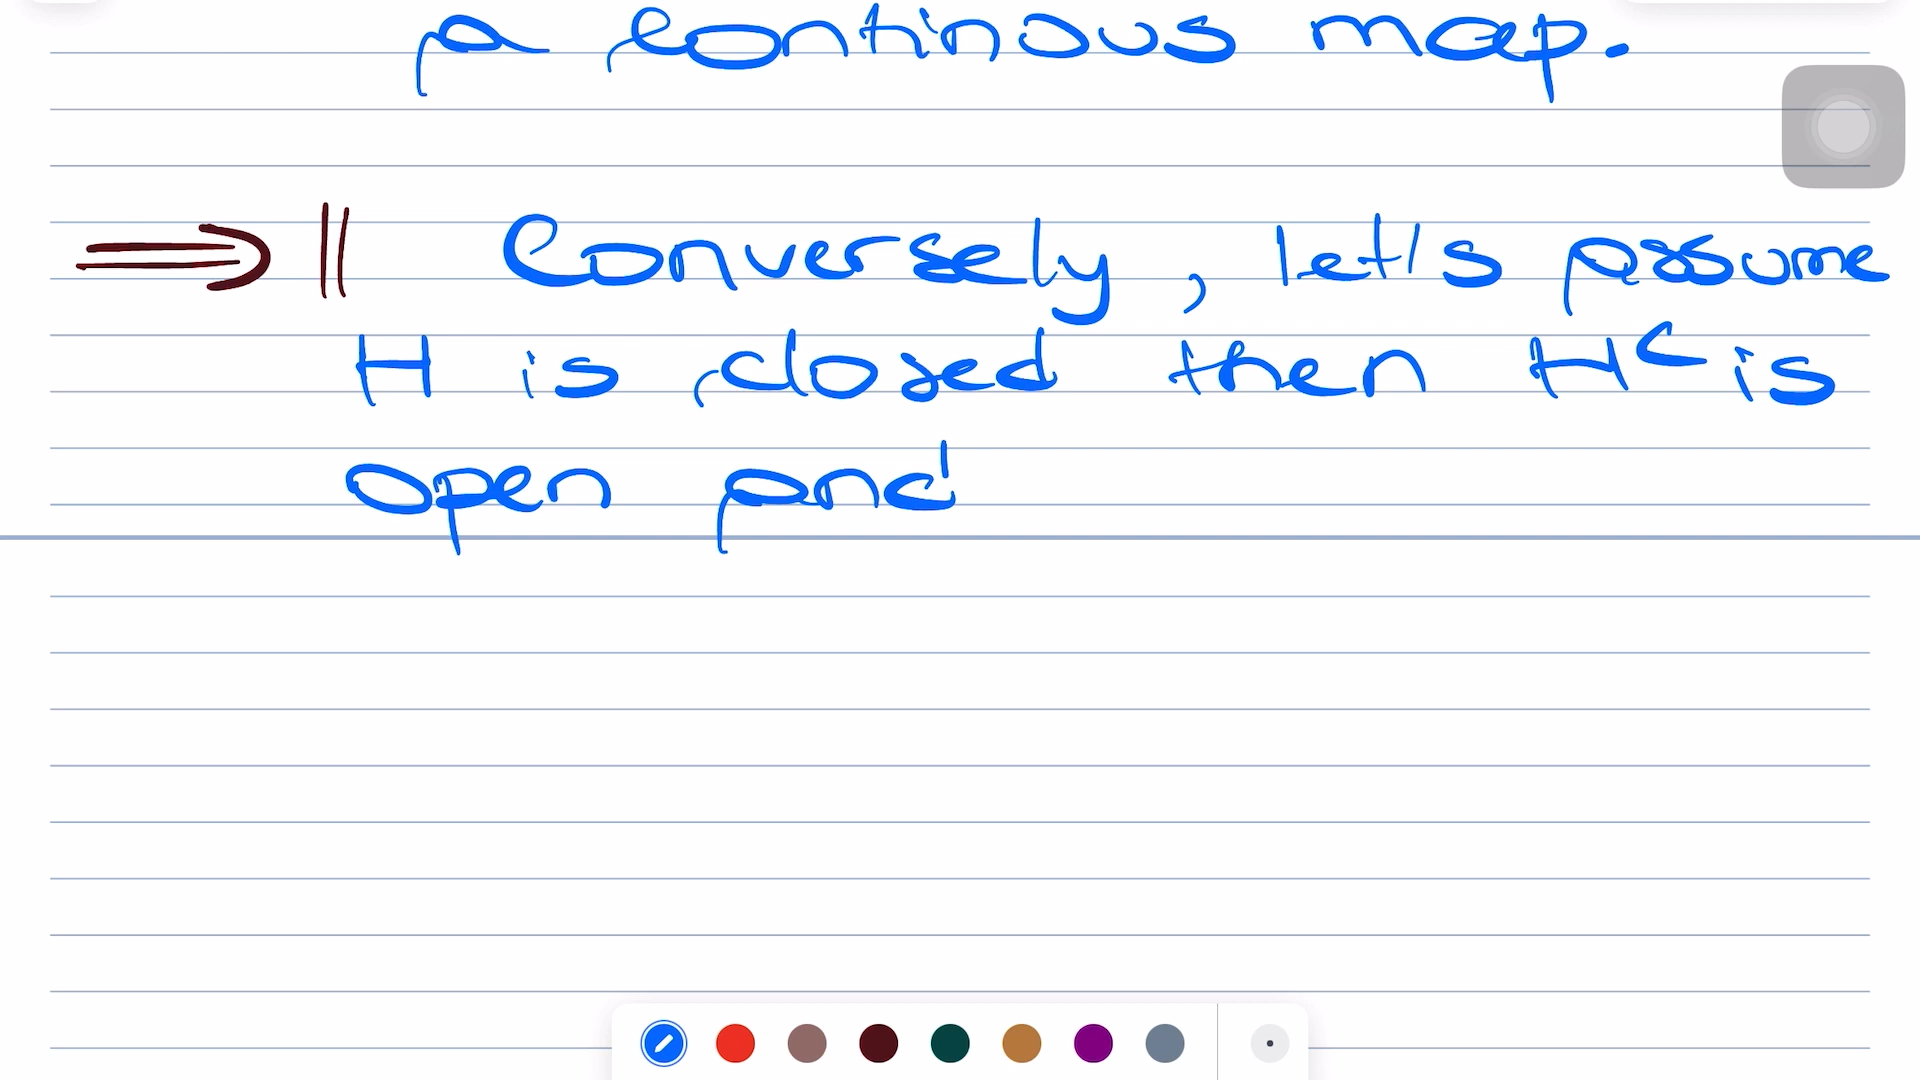 a continous map.
⇒ || Conversely, let's assume
H is closed then Hᶜ is
open and